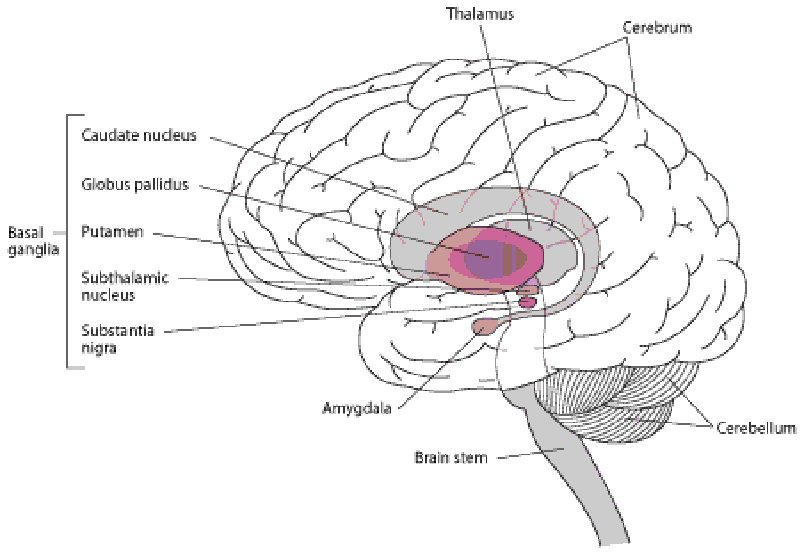 Thalamus
Cerebrum
Caudate nucleus
Globus pallidus
Basal
ganglia
Putamen
Subthalamic
nucleus
Substantia
nigra
Amygdala
Cerebellum
Brain stem